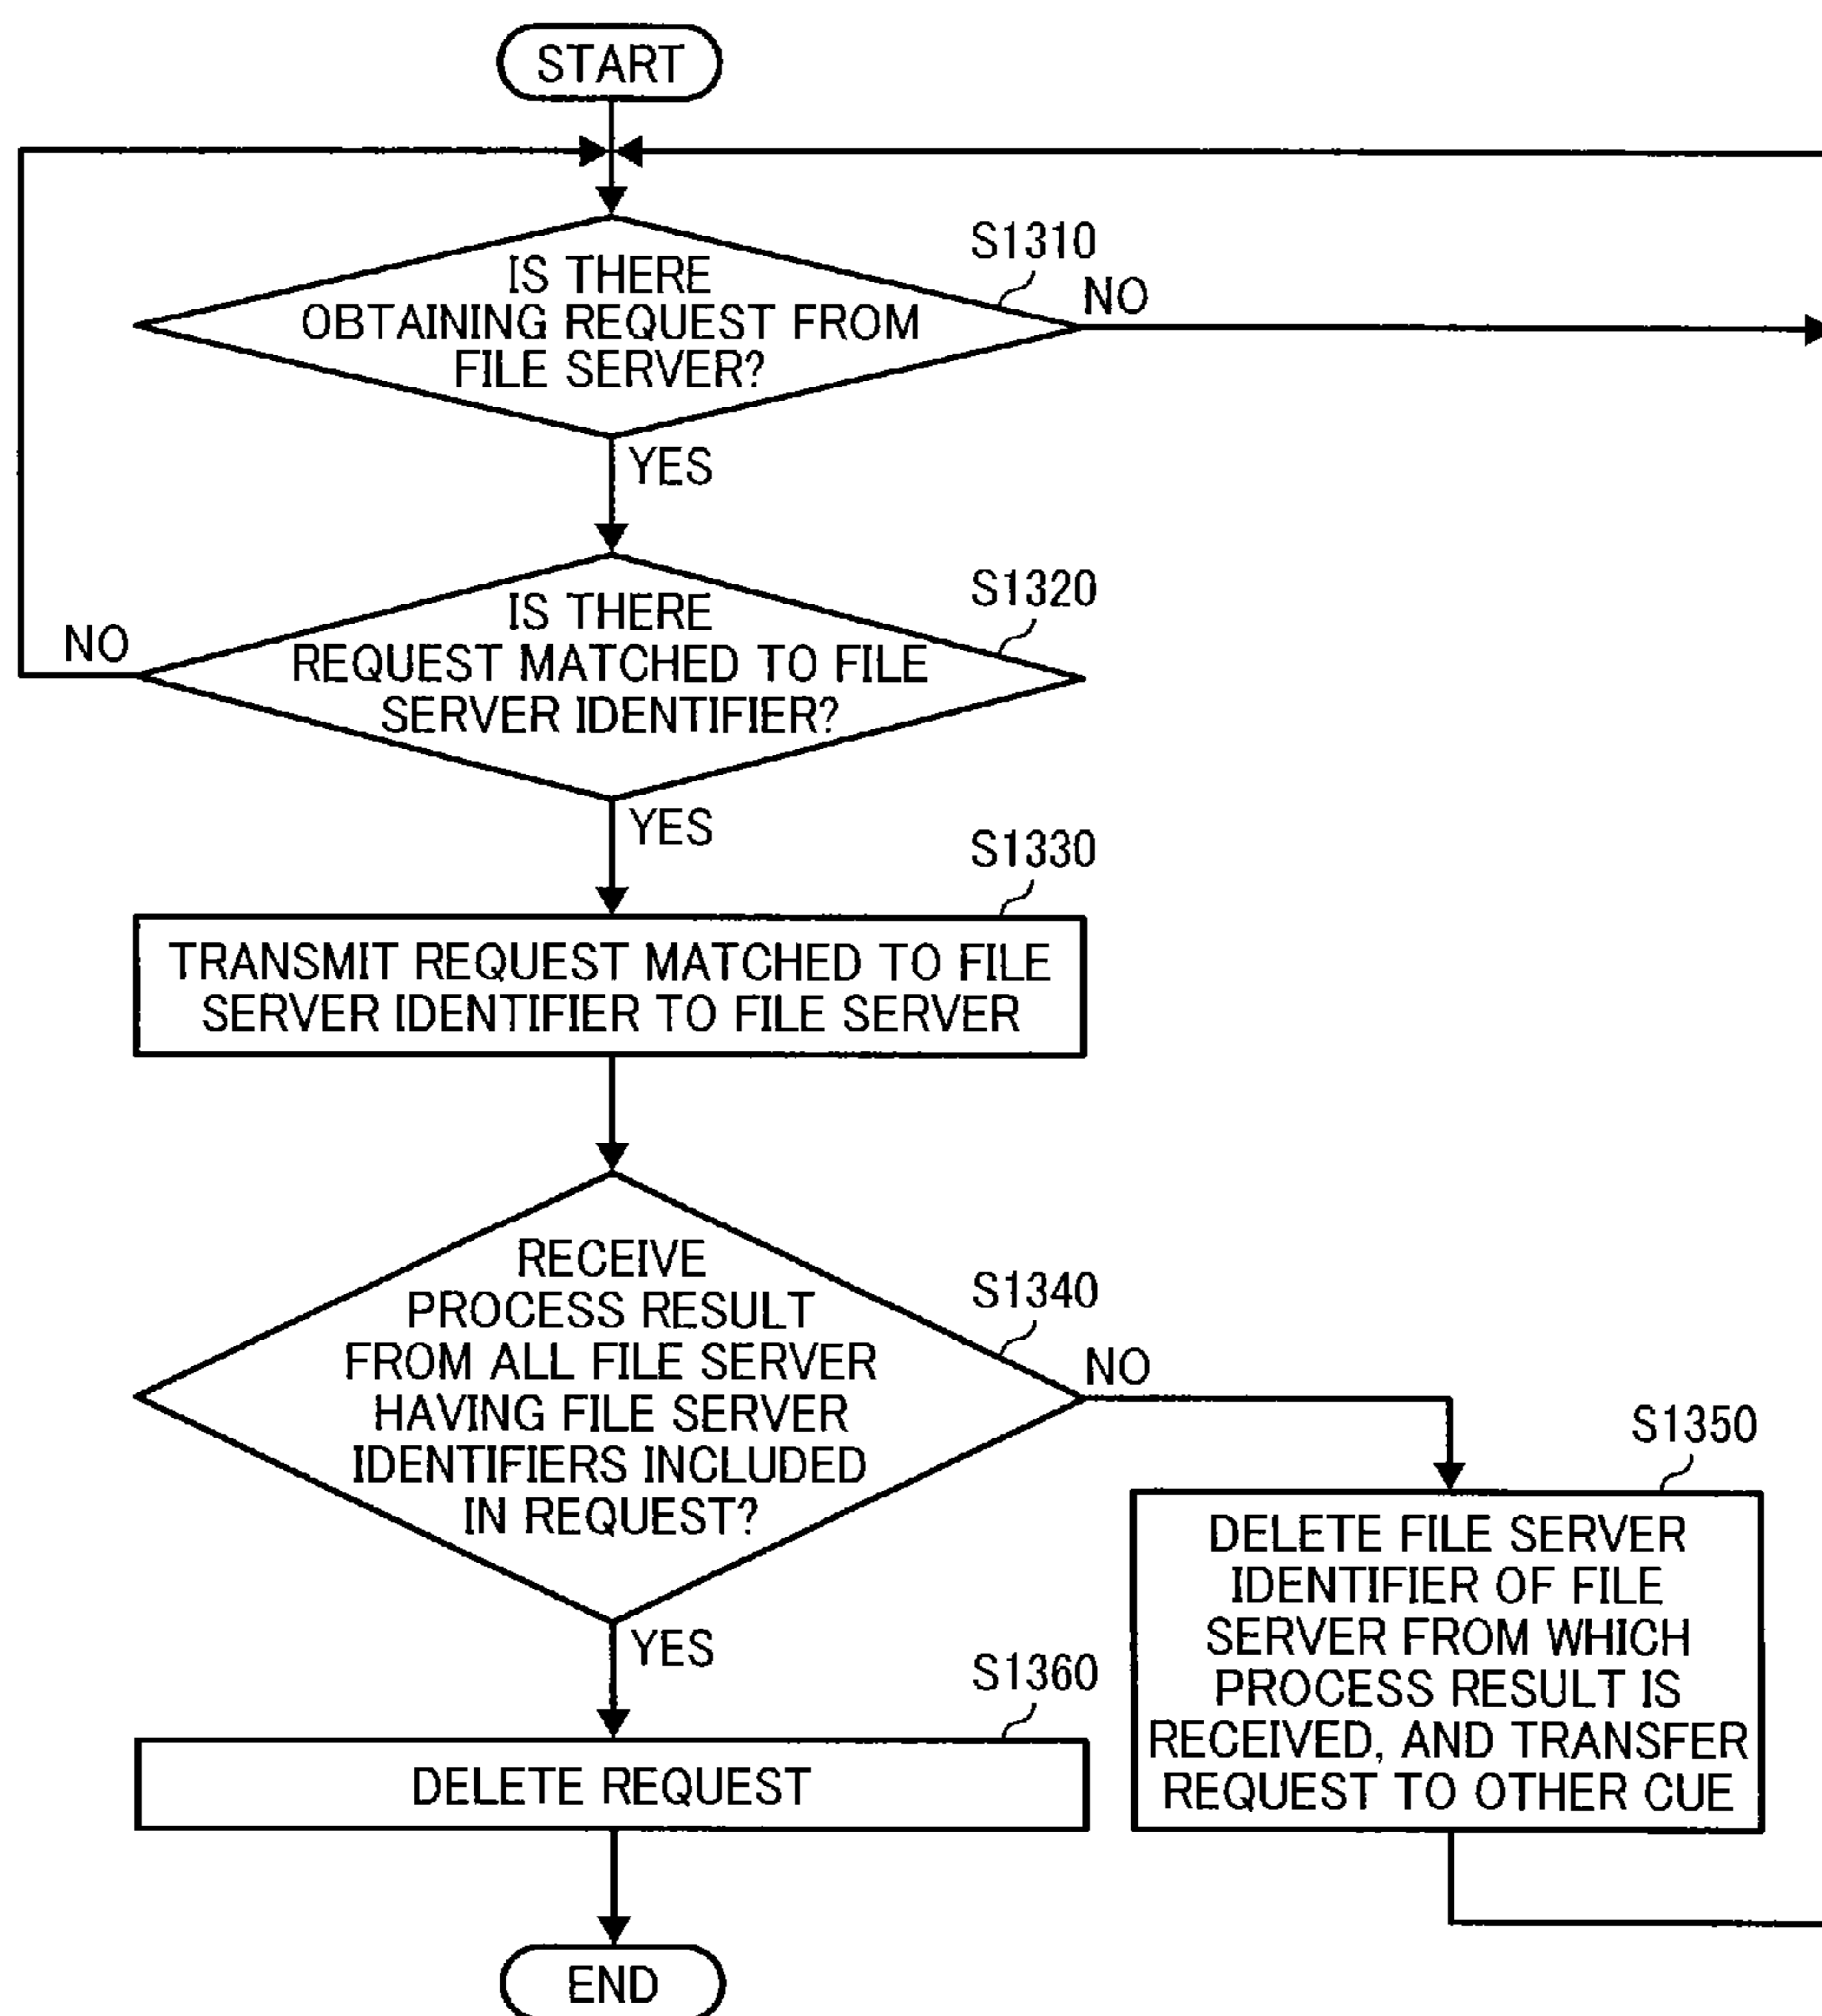 START
S1310
IS THERE
OBTAINING REQUEST FROM
FILE SERVER?
NO
YES
S1320
IS THERE
REQUEST MATCHED TO FILE
SERVER IDENTIFIER?
NO
YES
S1330
TRANSMIT REQUEST MATCHED TO FILE
SERVER IDENTIFIER TO FILE SERVER
S1340
RECEIVE
PROCESS RESULT
FROM ALL FILE SERVER
HAVING FILE SERVER
IDENTIFIERS INCLUDED
IN REQUEST?
NO
YES
S1350
DELETE FILE SERVER
IDENTIFIER OF FILE
SERVER FROM WHICH
PROCESS RESULT IS
RECEIVED, AND TRANSFER
REQUEST TO OTHER CUE
S1360
DELETE REQUEST
END